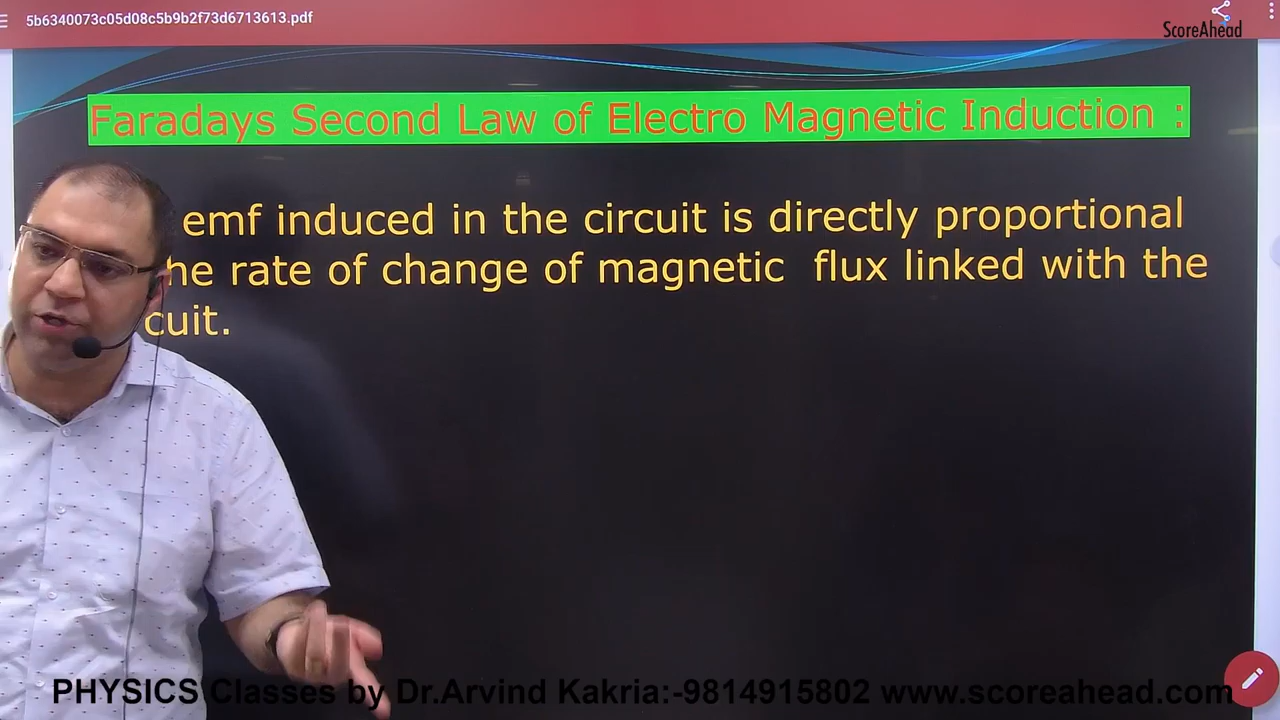 5b6340073c05d08c5b9b2f73d6713613.pdf
ScoreAhead
Faradays Second Law of Electro Magnetic Induction :
emf induced in the circuit is directly proportional
he rate of change of magnetic flux linked with the
cuit.
PHYSICS Classes by Dr.Arvind Kakria:-9814915802 www.scoreahead.com